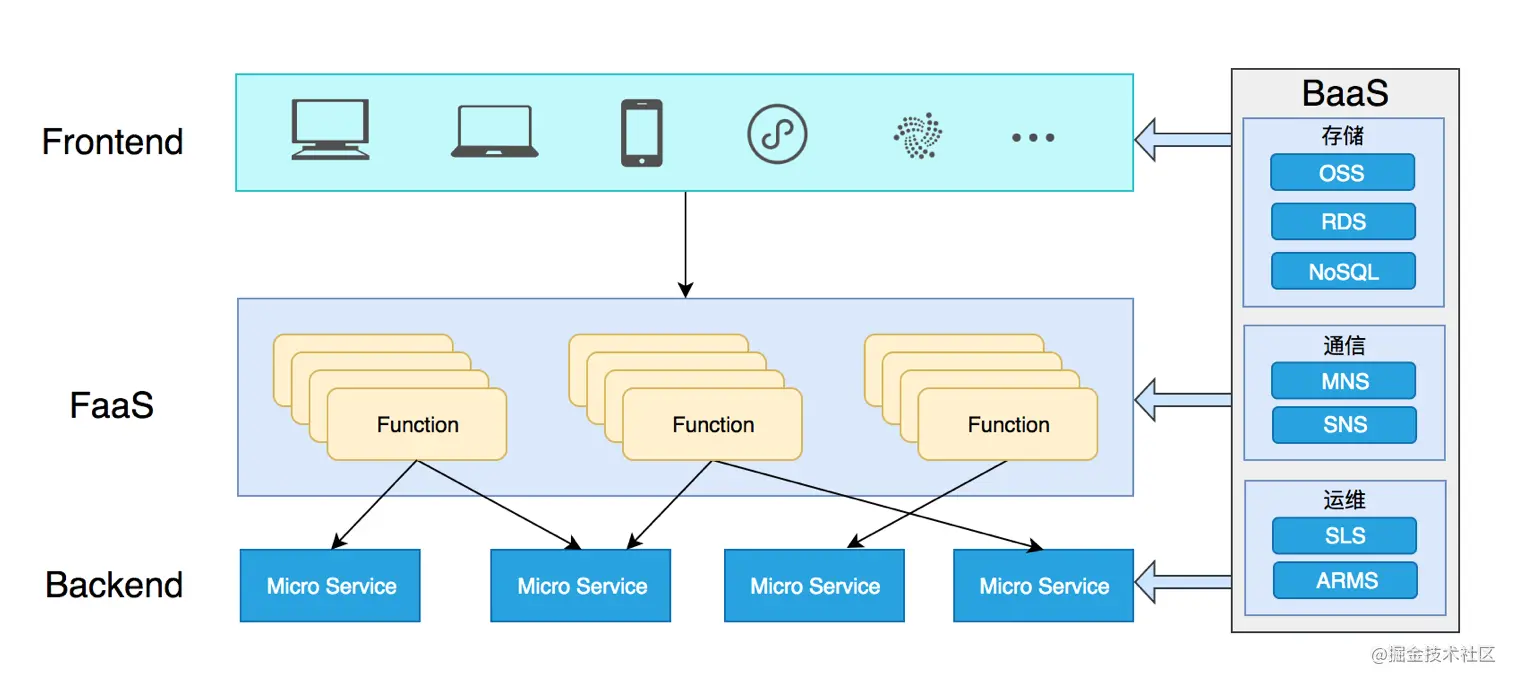 Frontend
BaaS
存储
OSS
RDS
NoSQL
FaaS
Function
Function
Function
通信
MNS
SNS
Backend
Micro Service
Micro Service
Micro Service
Micro Service
运维
SLS
ARMS
@掘金技术社区